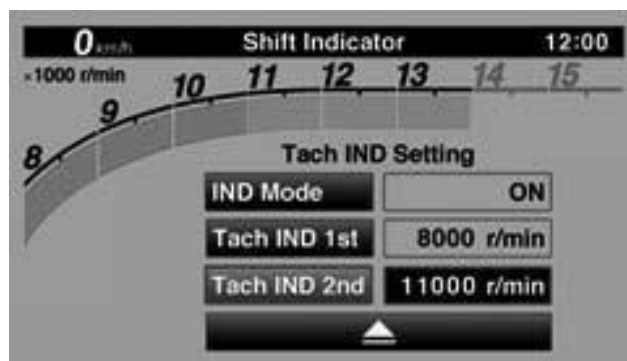 0 km/h Shift Indicator 12:00
×1000 r/min
8 9 10 11 12 13 14 15
Tach IND Setting
IND Mode ON
Tach IND 1st 8000 r/min
Tach IND 2nd 11000 r/min